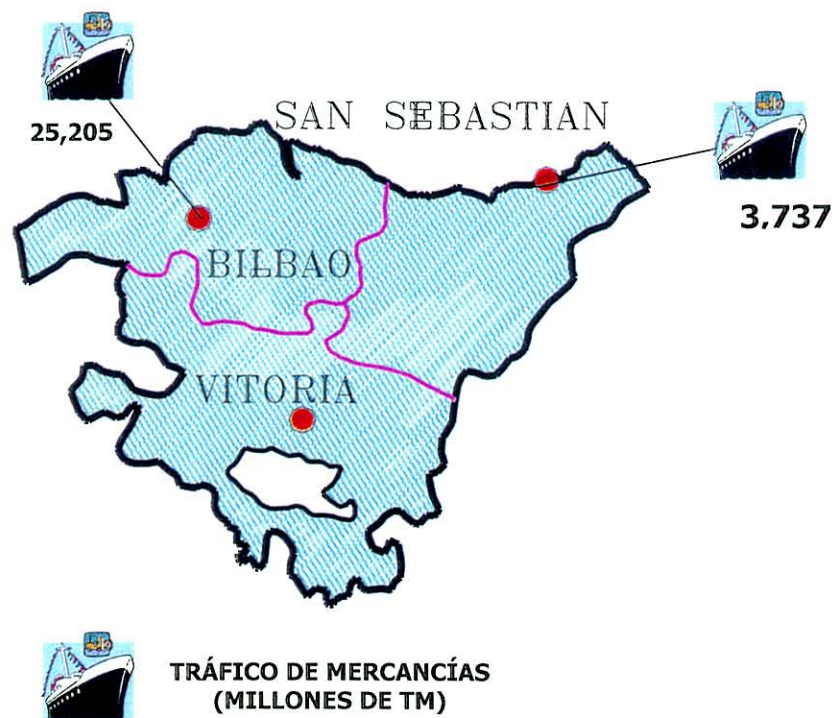 25,205
SAN SEBASTIAN
3,737
BILBAO
VITORIA
TRÁFICO DE MERCANCÍAS
(MILLONES DE TM)